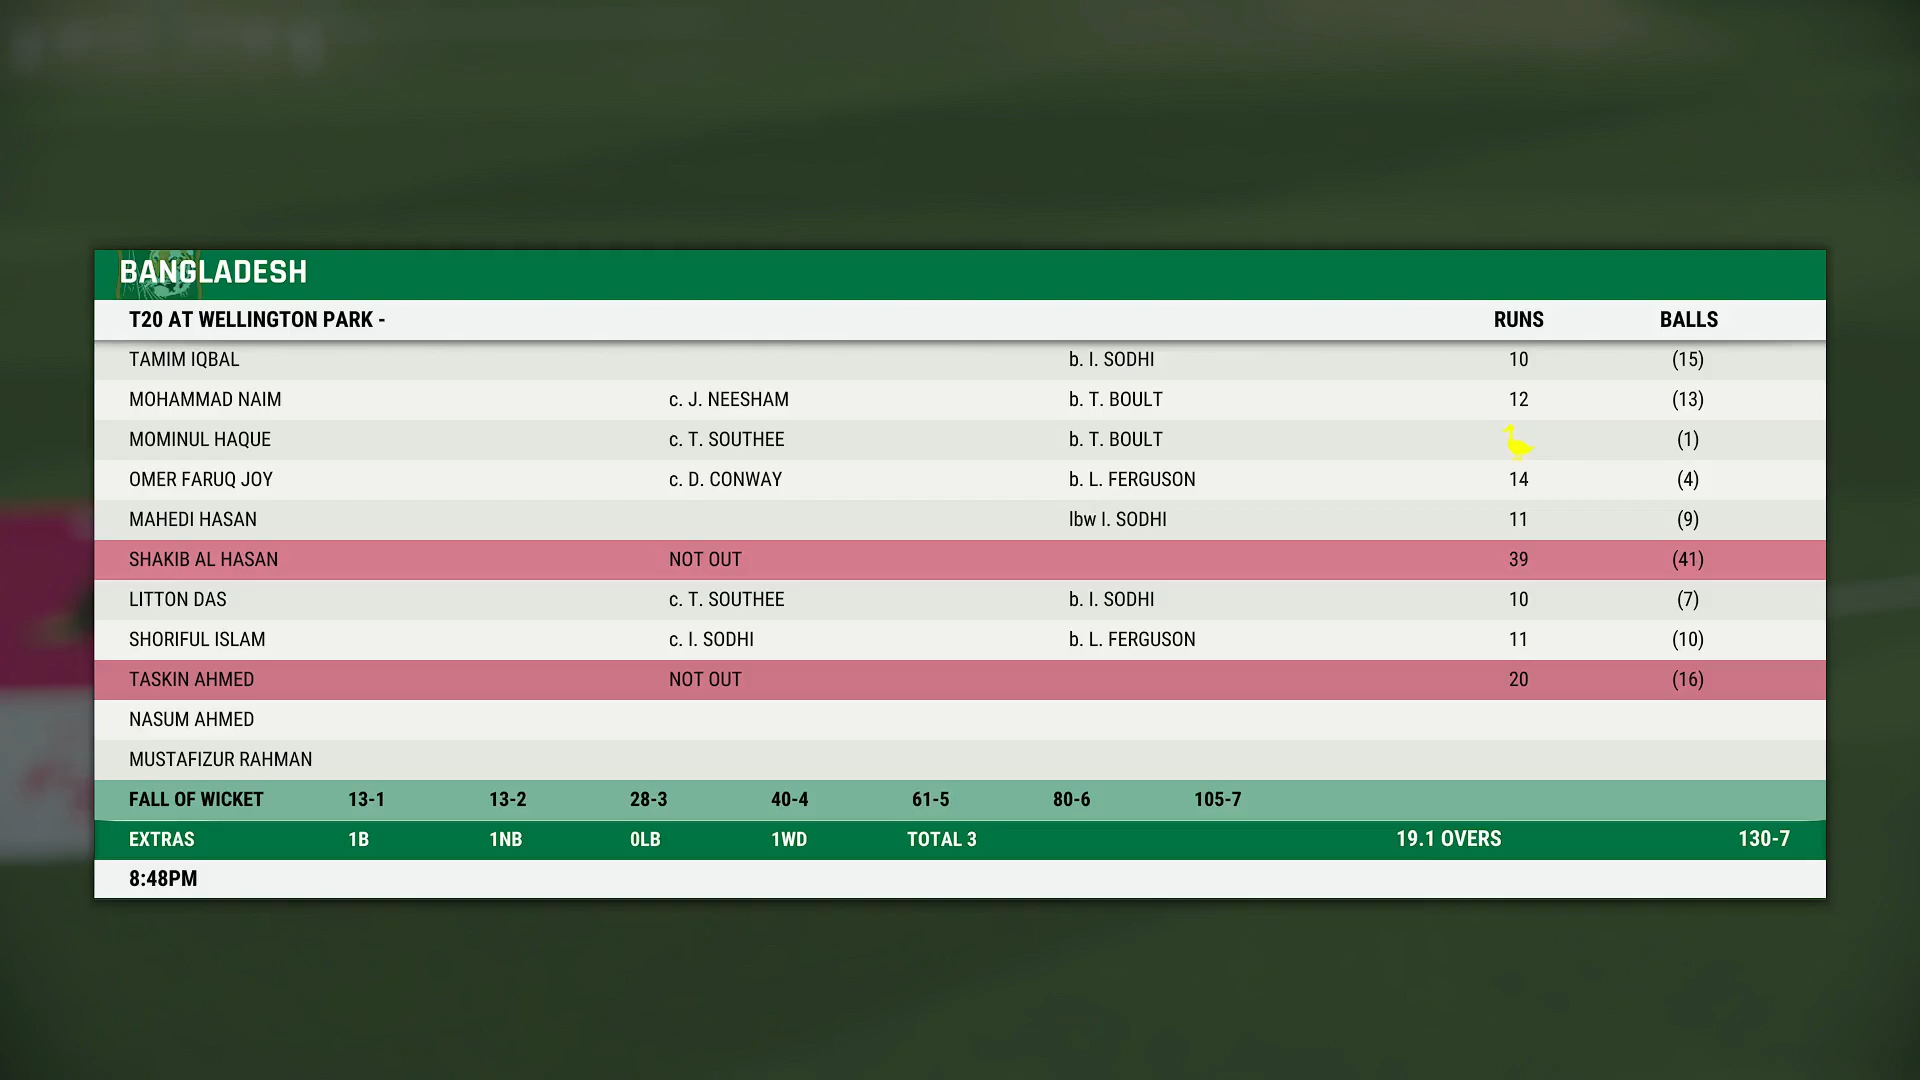 BANGLADESH
T20 AT WELLINGTON PARK - RUNS BALLS
TAMIM IQBAL b. I. SODHI 10 (15)
MOHAMMAD NAIM c. J. NEESHAM b. T. BOULT 12 (13)
MOMINUL HAQUE c. T. SOUTHEE b. T. BOULT (1)
OMER FARUQ JOY c. D. CONWAY b. L. FERGUSON 14 (4)
MAHEDI HASAN lbw I. SODHI 11 (9)
SHAKIB AL HASAN NOT OUT 39 (41)
LITTON DAS c. T. SOUTHEE b. I. SODHI 10 (7)
SHORIFUL ISLAM c. I. SODHI b. L. FERGUSON 11 (10)
TASKIN AHMED NOT OUT 20 (16)
NASUM AHMED
MUSTAFIZUR RAHMAN
FALL OF WICKET 13-1 13-2 28-3 40-4 61-5 80-6 105-7
EXTRAS 1B 1NB 0LB 1WD TOTAL 3 19.1 OVERS 130-7
8:48PM